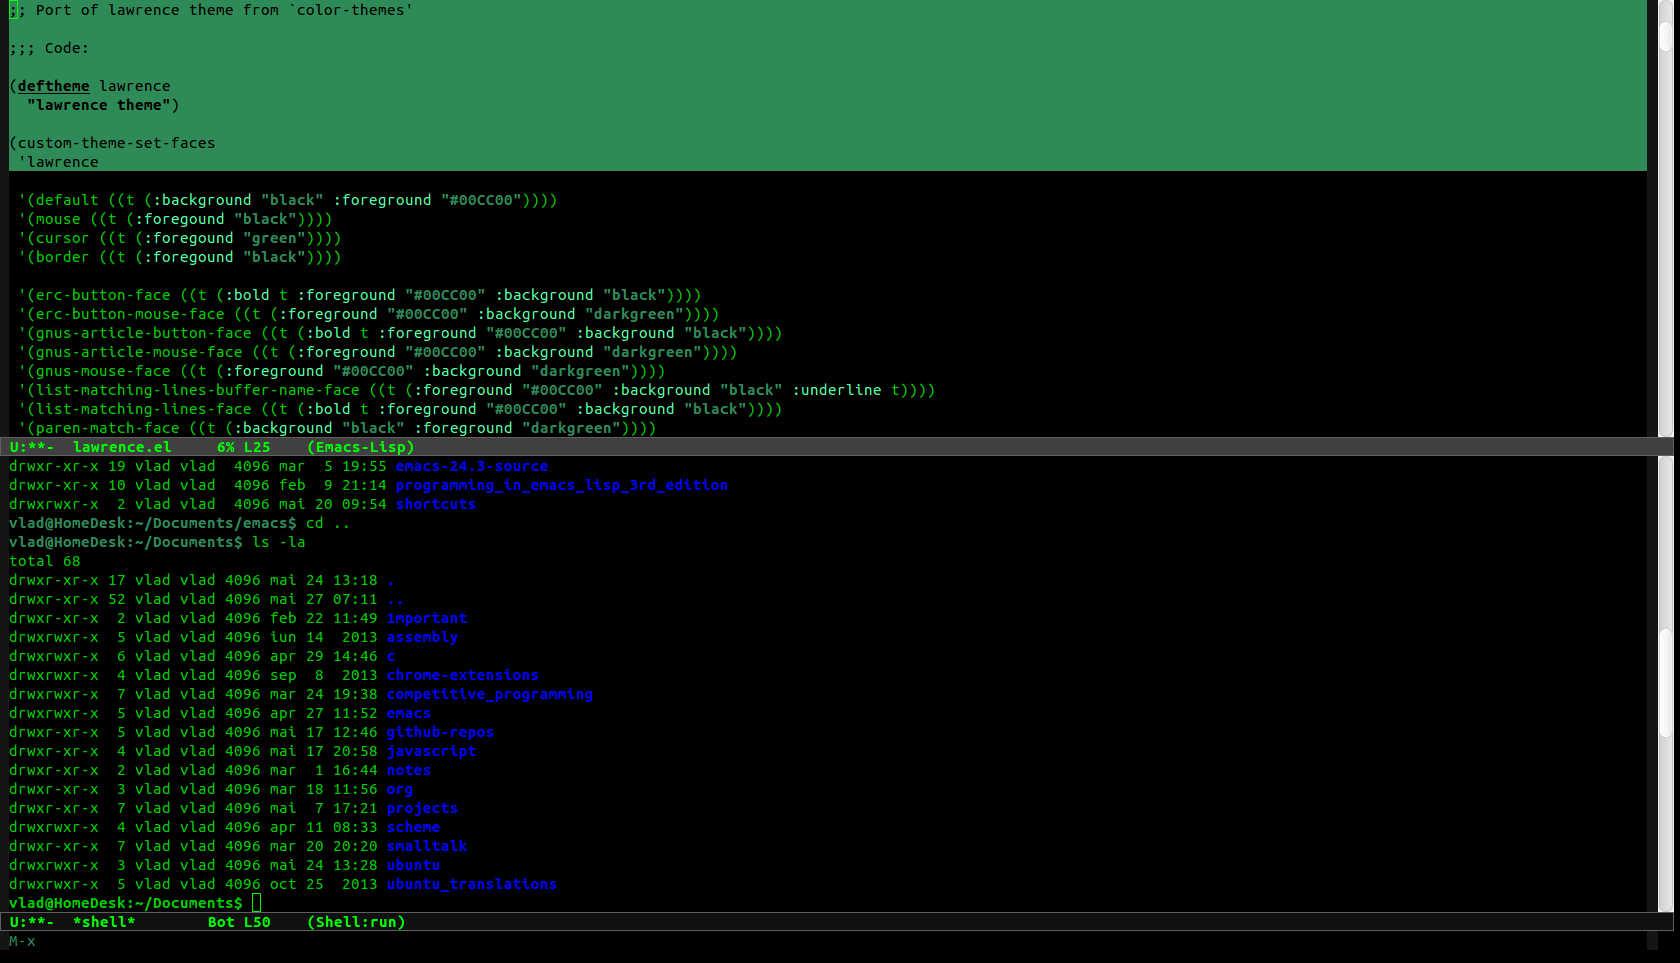 ;; Port of lawrence theme from `color-themes'
;;; Code:
(deftheme lawrence
  "lawrence theme")
(custom-theme-set-faces
 'lawrence
 '(default ((t (:background "black" :foreground "#00CC00"))))
 '(mouse ((t (:foregound "black"))))
 '(cursor ((t (:foregound "green"))))
 '(border ((t (:foregound "black"))))
 '(erc-button-face ((t (:bold t :foreground "#00CC00" :background "black"))))
 '(erc-button-mouse-face ((t (:foreground "#00CC00" :background "darkgreen"))))
 '(gnus-article-button-face ((t (:bold t :foreground "#00CC00" :background "black"))))
 '(gnus-article-mouse-face ((t (:foreground "#00CC00" :background "darkgreen"))))
 '(gnus-mouse-face ((t (:foreground "#00CC00" :background "darkgreen"))))
 '(list-matching-lines-buffer-name-face ((t (:foreground "#00CC00" :background "black" :underline t))))
 '(list-matching-lines-face ((t (:bold t :foreground "#00CC00" :background "black"))))
 '(paren-match-face ((t (:background "black" :foreground "darkgreen"))))
U:**-  lawrence.el     6% L25    (Emacs-Lisp)
drwxr-xr-x 19 vlad vlad  4096 mar  5 19:55 emacs-24.3-source
drwxr-xr-x 10 vlad vlad  4096 feb  9 21:14 programming_in_emacs_lisp_3rd_edition
drwxrwxr-x  2 vlad vlad  4096 mai 20 09:54 shortcuts
vlad@HomeDesk:~/Documents/emacs$ cd ..
vlad@HomeDesk:~/Documents$ ls -la
total 68
drwxr-xr-x 17 vlad vlad 4096 mai 24 13:18 .
drwxr-xr-x 52 vlad vlad 4096 mai 27 07:11 ..
drwxr-xr-x  2 vlad vlad 4096 feb 22 11:49 1mportant
drwxrwxr-x  5 vlad vlad 4096 iun 14  2013 assembly
drwxrwxr-x  6 vlad vlad 4096 apr 29 14:46 c
drwxrwxr-x  4 vlad vlad 4096 sep  8  2013 chrome-extensions
drwxrwxr-x  7 vlad vlad 4096 mar 24 19:38 competitive_programming
drwxrwxr-x  5 vlad vlad 4096 apr 27 11:52 emacs
drwxrwxr-x  5 vlad vlad 4096 mai 17 12:46 github-repos
drwxrwxr-x  4 vlad vlad 4096 mai 17 20:58 javascript
drwxr-xr-x  2 vlad vlad 4096 mar  1 16:44 notes
drwxr-xr-x  3 vlad vlad 4096 mar 18 11:56 org
drwxr-xr-x  7 vlad vlad 4096 mai  7 17:21 projects
drwxrwxr-x  4 vlad vlad 4096 apr 11 08:33 scheme
drwxrwxr-x  7 vlad vlad 4096 mar 20 20:20 smalltalk
drwxrwxr-x  3 vlad vlad 4096 mai 24 13:28 ubuntu
drwxrwxr-x  5 vlad vlad 4096 oct 25  2013 ubuntu_translations
vlad@HomeDesk:~/Documents$
U:**-  *shell*        Bot L50    (Shell:run)
M-x